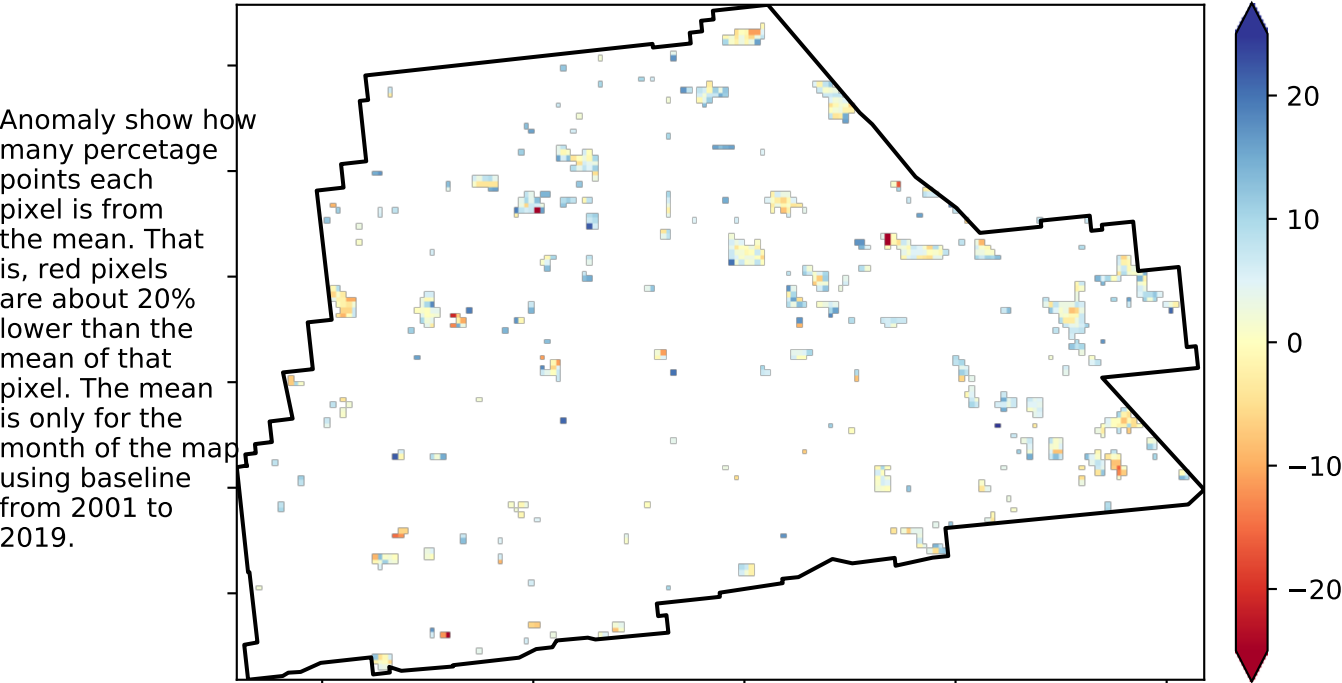 Anomaly show how
many percetage
points each
pixel is from
the mean. That
is, red pixels
are about 20%
lower than the
mean of that
pixel. The mean
is only for the
month of the map
using baseline
from 2001 to
2019.
20
10
0
−10
−20